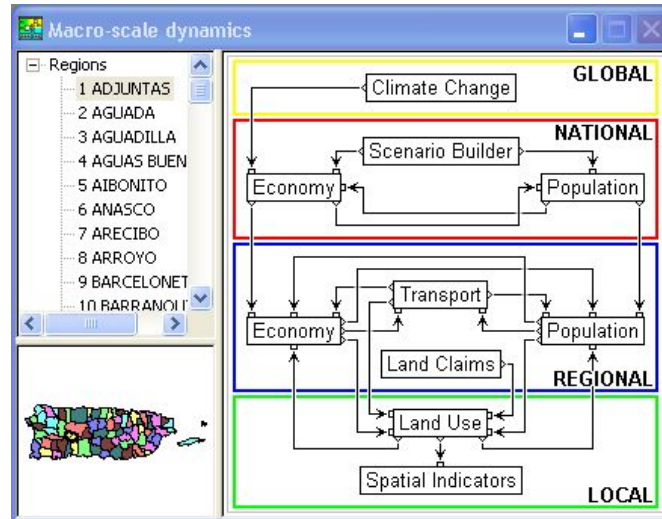 Macro-scale dynamics
Regions
1 ADJUNTAS
2 AGUADA
3 AGUADILLA
4 AGUAS BUEN
5 AIBONITO
6 ANASCO
7 ARECIBO
8 ARROYO
9 BARCELONET
10 BARRANQUIT
GLOBAL
Climate Change
NATIONAL
Scenario Builder
Economy
Population
Transport
Economy
Population
Land Claims
REGIONAL
Land Use
Spatial Indicators
LOCAL